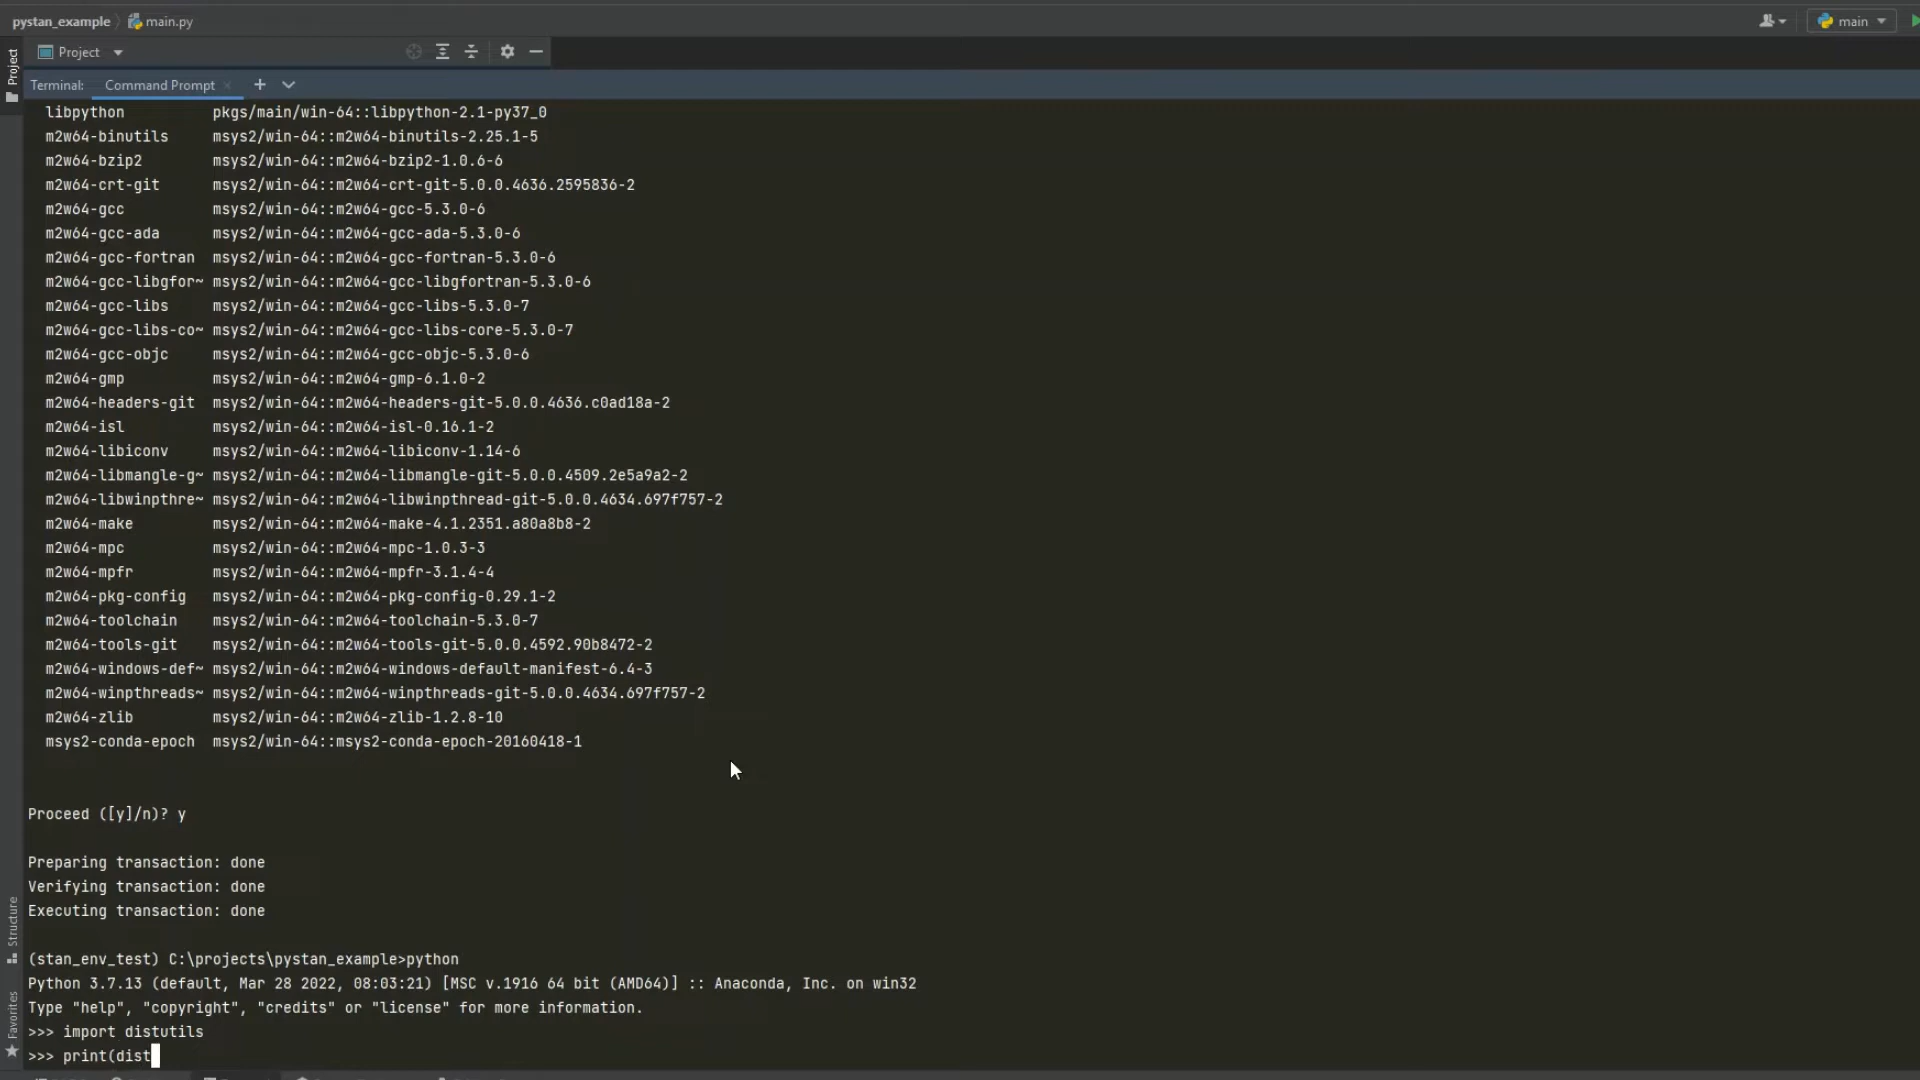 pystan_example main.py main
Project
Project
Terminal: Command Prompt
libpython pkgs/main/win-64::libpython-2.1-py37_0
m2w64-binutils msys2/win-64::m2w64-binutils-2.25.1-5
m2w64-bzip2 msys2/win-64::m2w64-bzip2-1.0.6-6
m2w64-crt-git msys2/win-64::m2w64-crt-git-5.0.0.4636.2595836-2
m2w64-gcc msys2/win-64::m2w64-gcc-5.3.0-6
m2w64-gcc-ada msys2/win-64::m2w64-gcc-ada-5.3.0-6
m2w64-gcc-fortran msys2/win-64::m2w64-gcc-fortran-5.3.0-6
m2w64-gcc-libgfor~ msys2/win-64::m2w64-gcc-libgfortran-5.3.0-6
m2w64-gcc-libs msys2/win-64::m2w64-gcc-libs-5.3.0-7
m2w64-gcc-libs-co~ msys2/win-64::m2w64-gcc-libs-core-5.3.0-7
m2w64-gcc-objc msys2/win-64::m2w64-gcc-objc-5.3.0-6
m2w64-gmp msys2/win-64::m2w64-gmp-6.1.0-2
m2w64-headers-git msys2/win-64::m2w64-headers-git-5.0.0.4636.c0ad18a-2
m2w64-isl msys2/win-64::m2w64-isl-0.16.1-2
m2w64-libiconv msys2/win-64::m2w64-libiconv-1.14-6
m2w64-libmangle-g~ msys2/win-64::m2w64-libmangle-git-5.0.0.4509.2e5a9a2-2
m2w64-libwinpthre~ msys2/win-64::m2w64-libwinpthread-git-5.0.0.4634.697f757-2
m2w64-make msys2/win-64::m2w64-make-4.1.2351.a80a8b8-2
m2w64-mpc msys2/win-64::m2w64-mpc-1.0.3-3
m2w64-mpfr msys2/win-64::m2w64-mpfr-3.1.4-4
m2w64-pkg-config msys2/win-64::m2w64-pkg-config-0.29.1-2
m2w64-toolchain msys2/win-64::m2w64-toolchain-5.3.0-7
m2w64-tools-git msys2/win-64::m2w64-tools-git-5.0.0.4592.90b8472-2
m2w64-windows-def~ msys2/win-64::m2w64-windows-default-manifest-6.4-3
m2w64-winpthreads~ msys2/win-64::m2w64-winpthreads-git-5.0.0.4634.697f757-2
m2w64-zlib msys2/win-64::m2w64-zlib-1.2.8-10
msys2-conda-epoch msys2/win-64::msys2-conda-epoch-20160418-1
Proceed ([y]/n)? y
Preparing transaction: done
Verifying transaction: done
Executing transaction: done
Structure
(stan_env_test) C:\projects\pystan_example>python
Python 3.7.13 (default, Mar 28 2022, 08:03:21) [MSC v.1916 64 bit (AMD64)] :: Anaconda, Inc. on win32
Type "help", "copyright", "credits" or "license" for more information.
Favorites
>>> import distutils
>>> print(dist